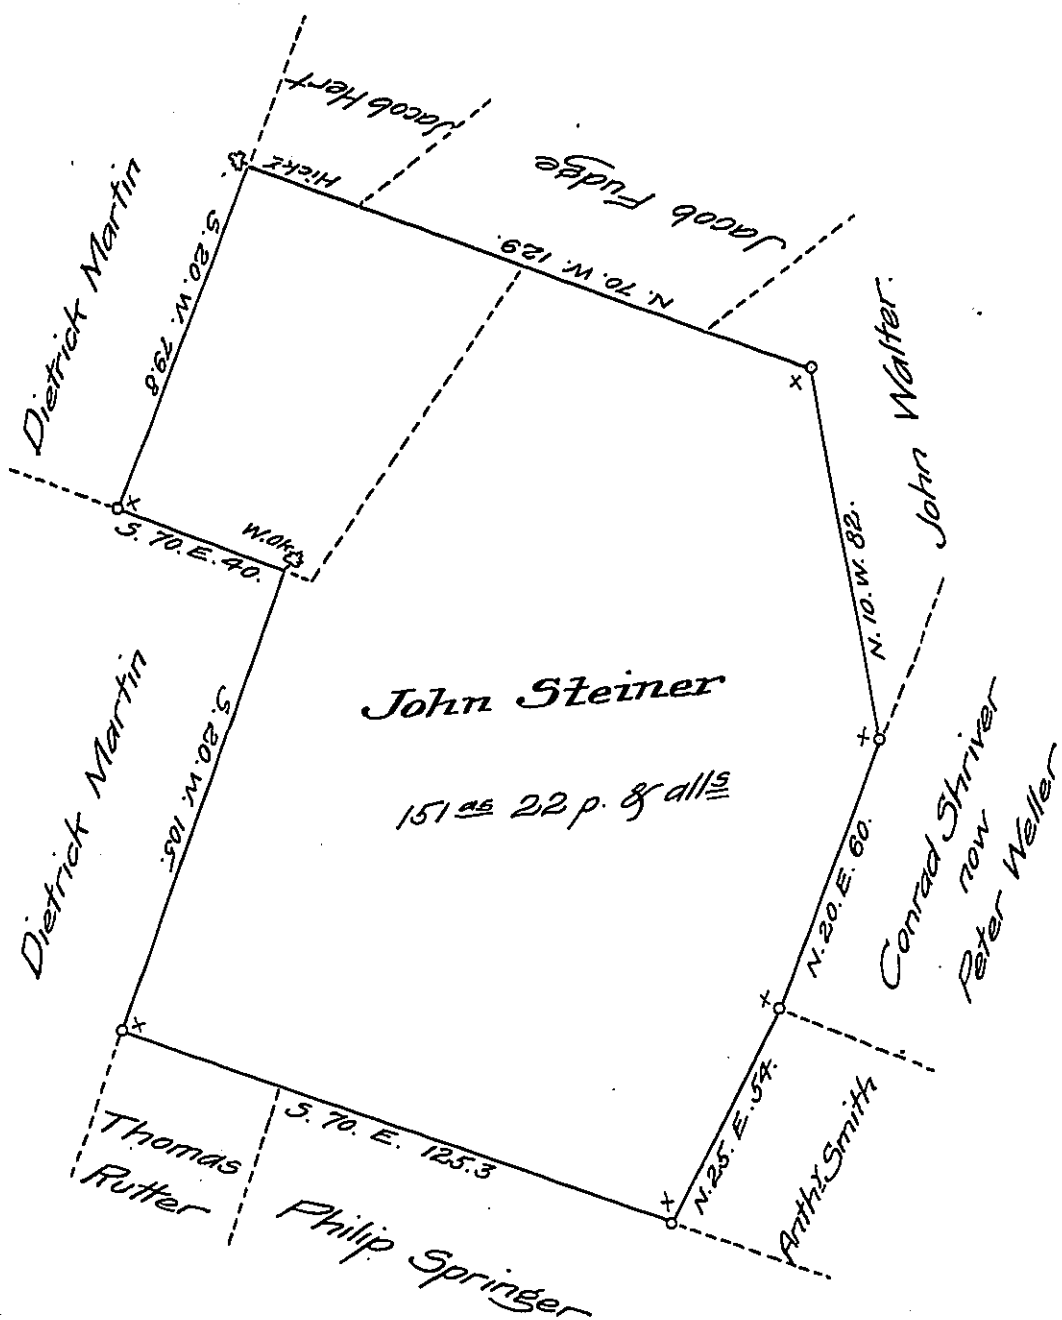 Jacob Hert
Jacob Fudge
Hick.y
N. 70. W. 129.
Dietrick Martin
S. 20. W. 79.8
S. 70. E. 40.
W.Ok
John Walter.
N. 10. W. 82.
John Steiner
151 as 22 p. & alls
Dietrick Martin
S. 20. W. 105.
Conrad Shriver
now
Peter Weller
N. 20. E. 60.
Anthy. Smith
N. 25. E. 54.
S. 70. E. 125.3
Thomas
Rutter
Philip Springer